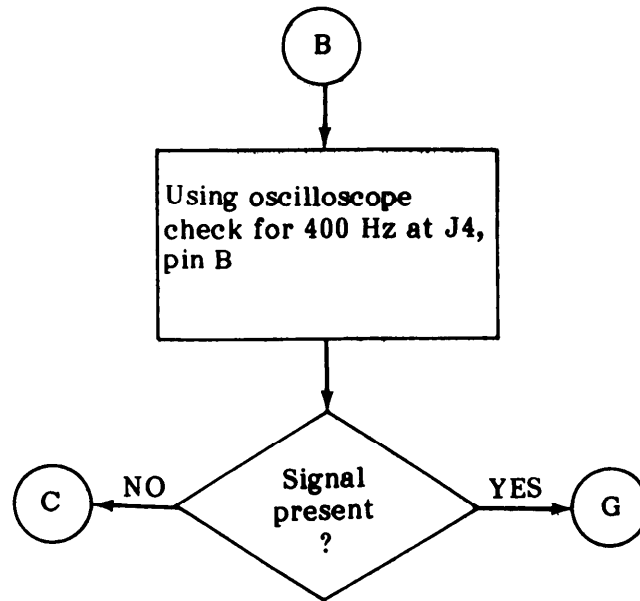 B
Using oscilloscope
check for 400 Hz at J4,
pin B
Signal
present
?
NO
C
YES
G